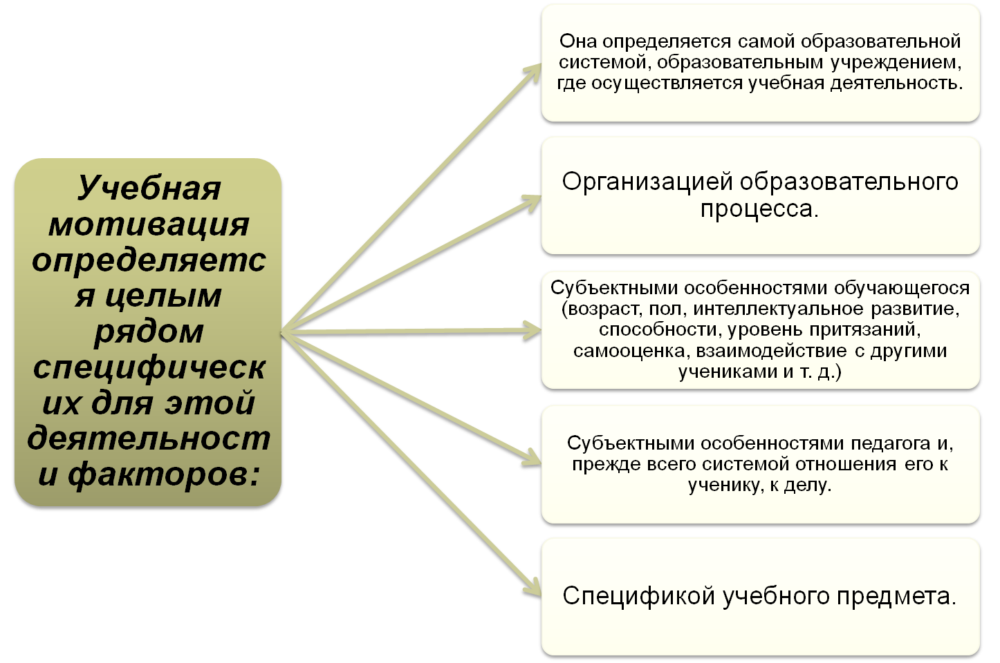 Учебная
мотивация
определяетс
я целым
рядом
специфическ
их для этой
деятельност
и факторов:
Она определяется самой образовательной
системой, образовательным учреждением,
где осуществляется учебная деятельность.
Организацией образовательного
процесса.
Субъектными особенностями обучающегося
(возраст, пол, интеллектуальное развитие,
способности, уровень притязаний,
самооценка, взаимодействие с другими
учениками и т. д.)
Субъектными особенностями педагога и,
прежде всего системой отношения его к
ученику, к делу.
Спецификой учебного предмета.